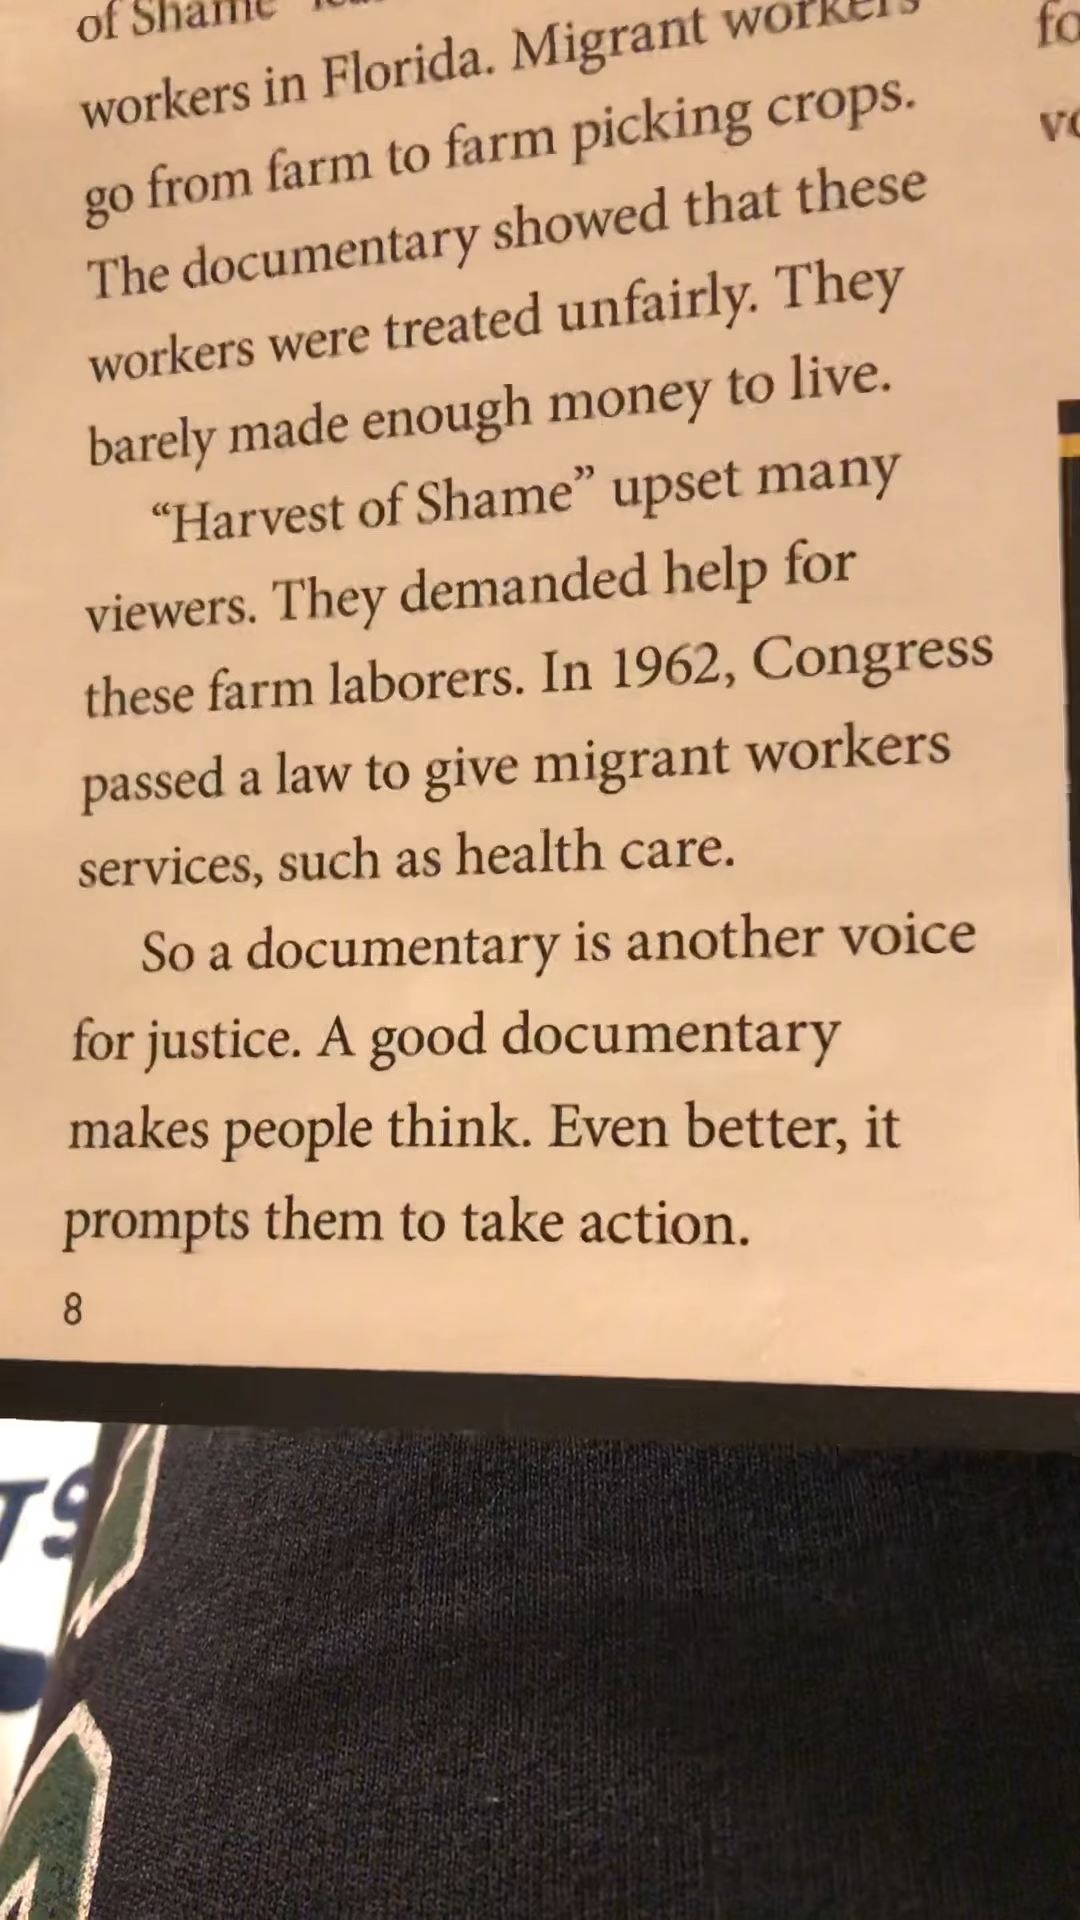 of Shame"
workers in Florida. Migrant workers
go from farm to farm picking crops.
The documentary showed that these
workers were treated unfairly. They
barely made enough money to live.
“Harvest of Shame” upset many
viewers. They demanded help for
these farm laborers. In 1962, Congress
passed a law to give migrant workers
services, such as health care.
So a documentary is another voice
for justice. A good documentary
makes people think. Even better, it
prompts them to take action.
8